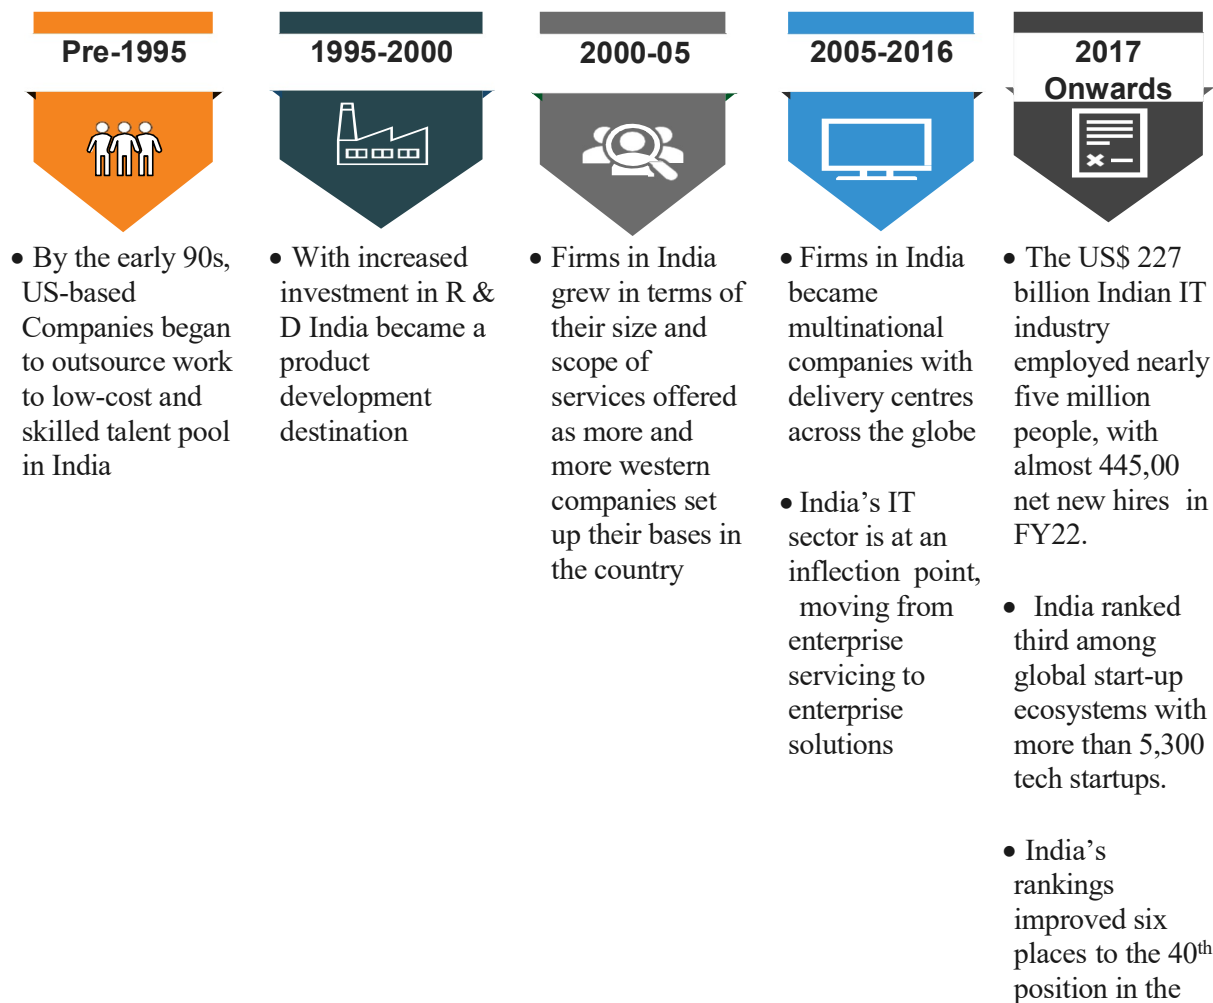 Pre-1995
• By the early 90s,
US-based
Companies began
to outsource work
to low-cost and
skilled talent pool
in India
1995-2000
• With increased
investment in R &
D India became a
product
development
destination
2000-05
• Firms in India
grew in terms of
their size and
scope of
services offered
as more and
more western
companies set
up their bases in
the country
2005-2016
• Firms in India
became
multinational
companies with
delivery centres
across the globe
• India’s IT
sector is at an
inflection point,
moving from
enterprise
servicing to
enterprise
solutions
2017
Onwards
• The US$ 227
billion Indian IT
industry
employed nearly
five million
people, with
almost 445,00
net new hires in
FY22.
• India ranked
third among
global start-up
ecosystems with
more than 5,300
tech startups.
• India’s
rankings
improved six
places to the 40th
position in the